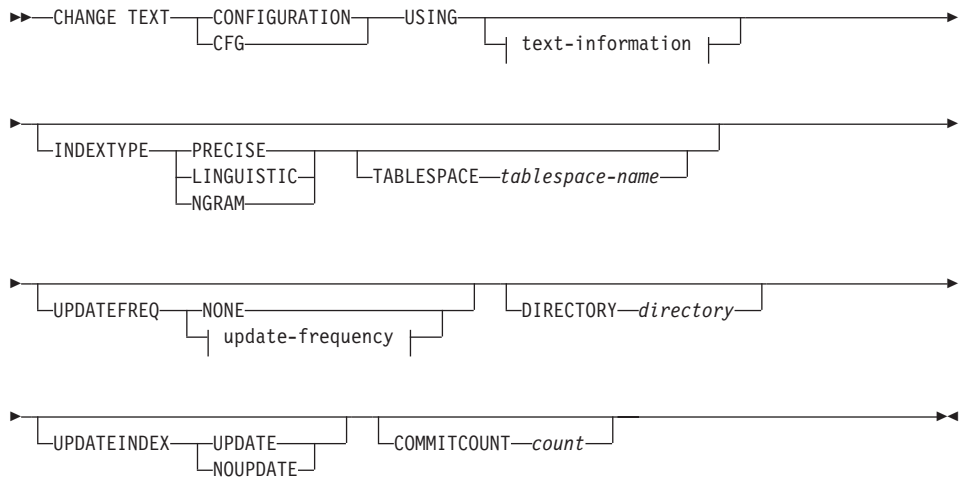 CHANGE TEXT CONFIGURATION USING
CFG text-information
INDEXTYPE PRECISE
LINGUISTIC TABLESPACE tablespace-name
NGRAM
UPDATEFREQ NONE DIRECTORY directory
update-frequency
UPDATEINDEX UPDATE COMMITCOUNT count
NOUPDATE